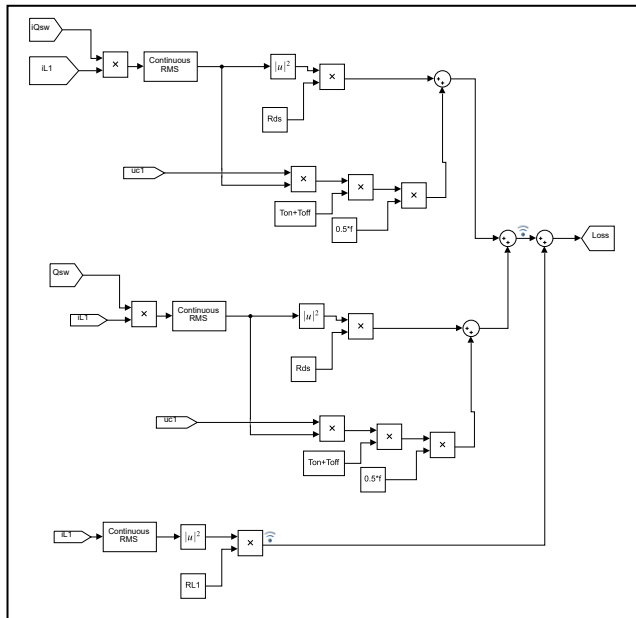 iQsw
iL1
×
Continuous
RMS
|u|²
×
Rds
+
+
uc1
×
Ton+Toff
×
0.5*f
×
+
+
+
+
Loss
Qsw
iL1
×
Continuous
RMS
|u|²
×
Rds
+
+
uc1
×
Ton+Toff
×
0.5*f
×
iL1
Continuous
RMS
|u|²
×
RL1